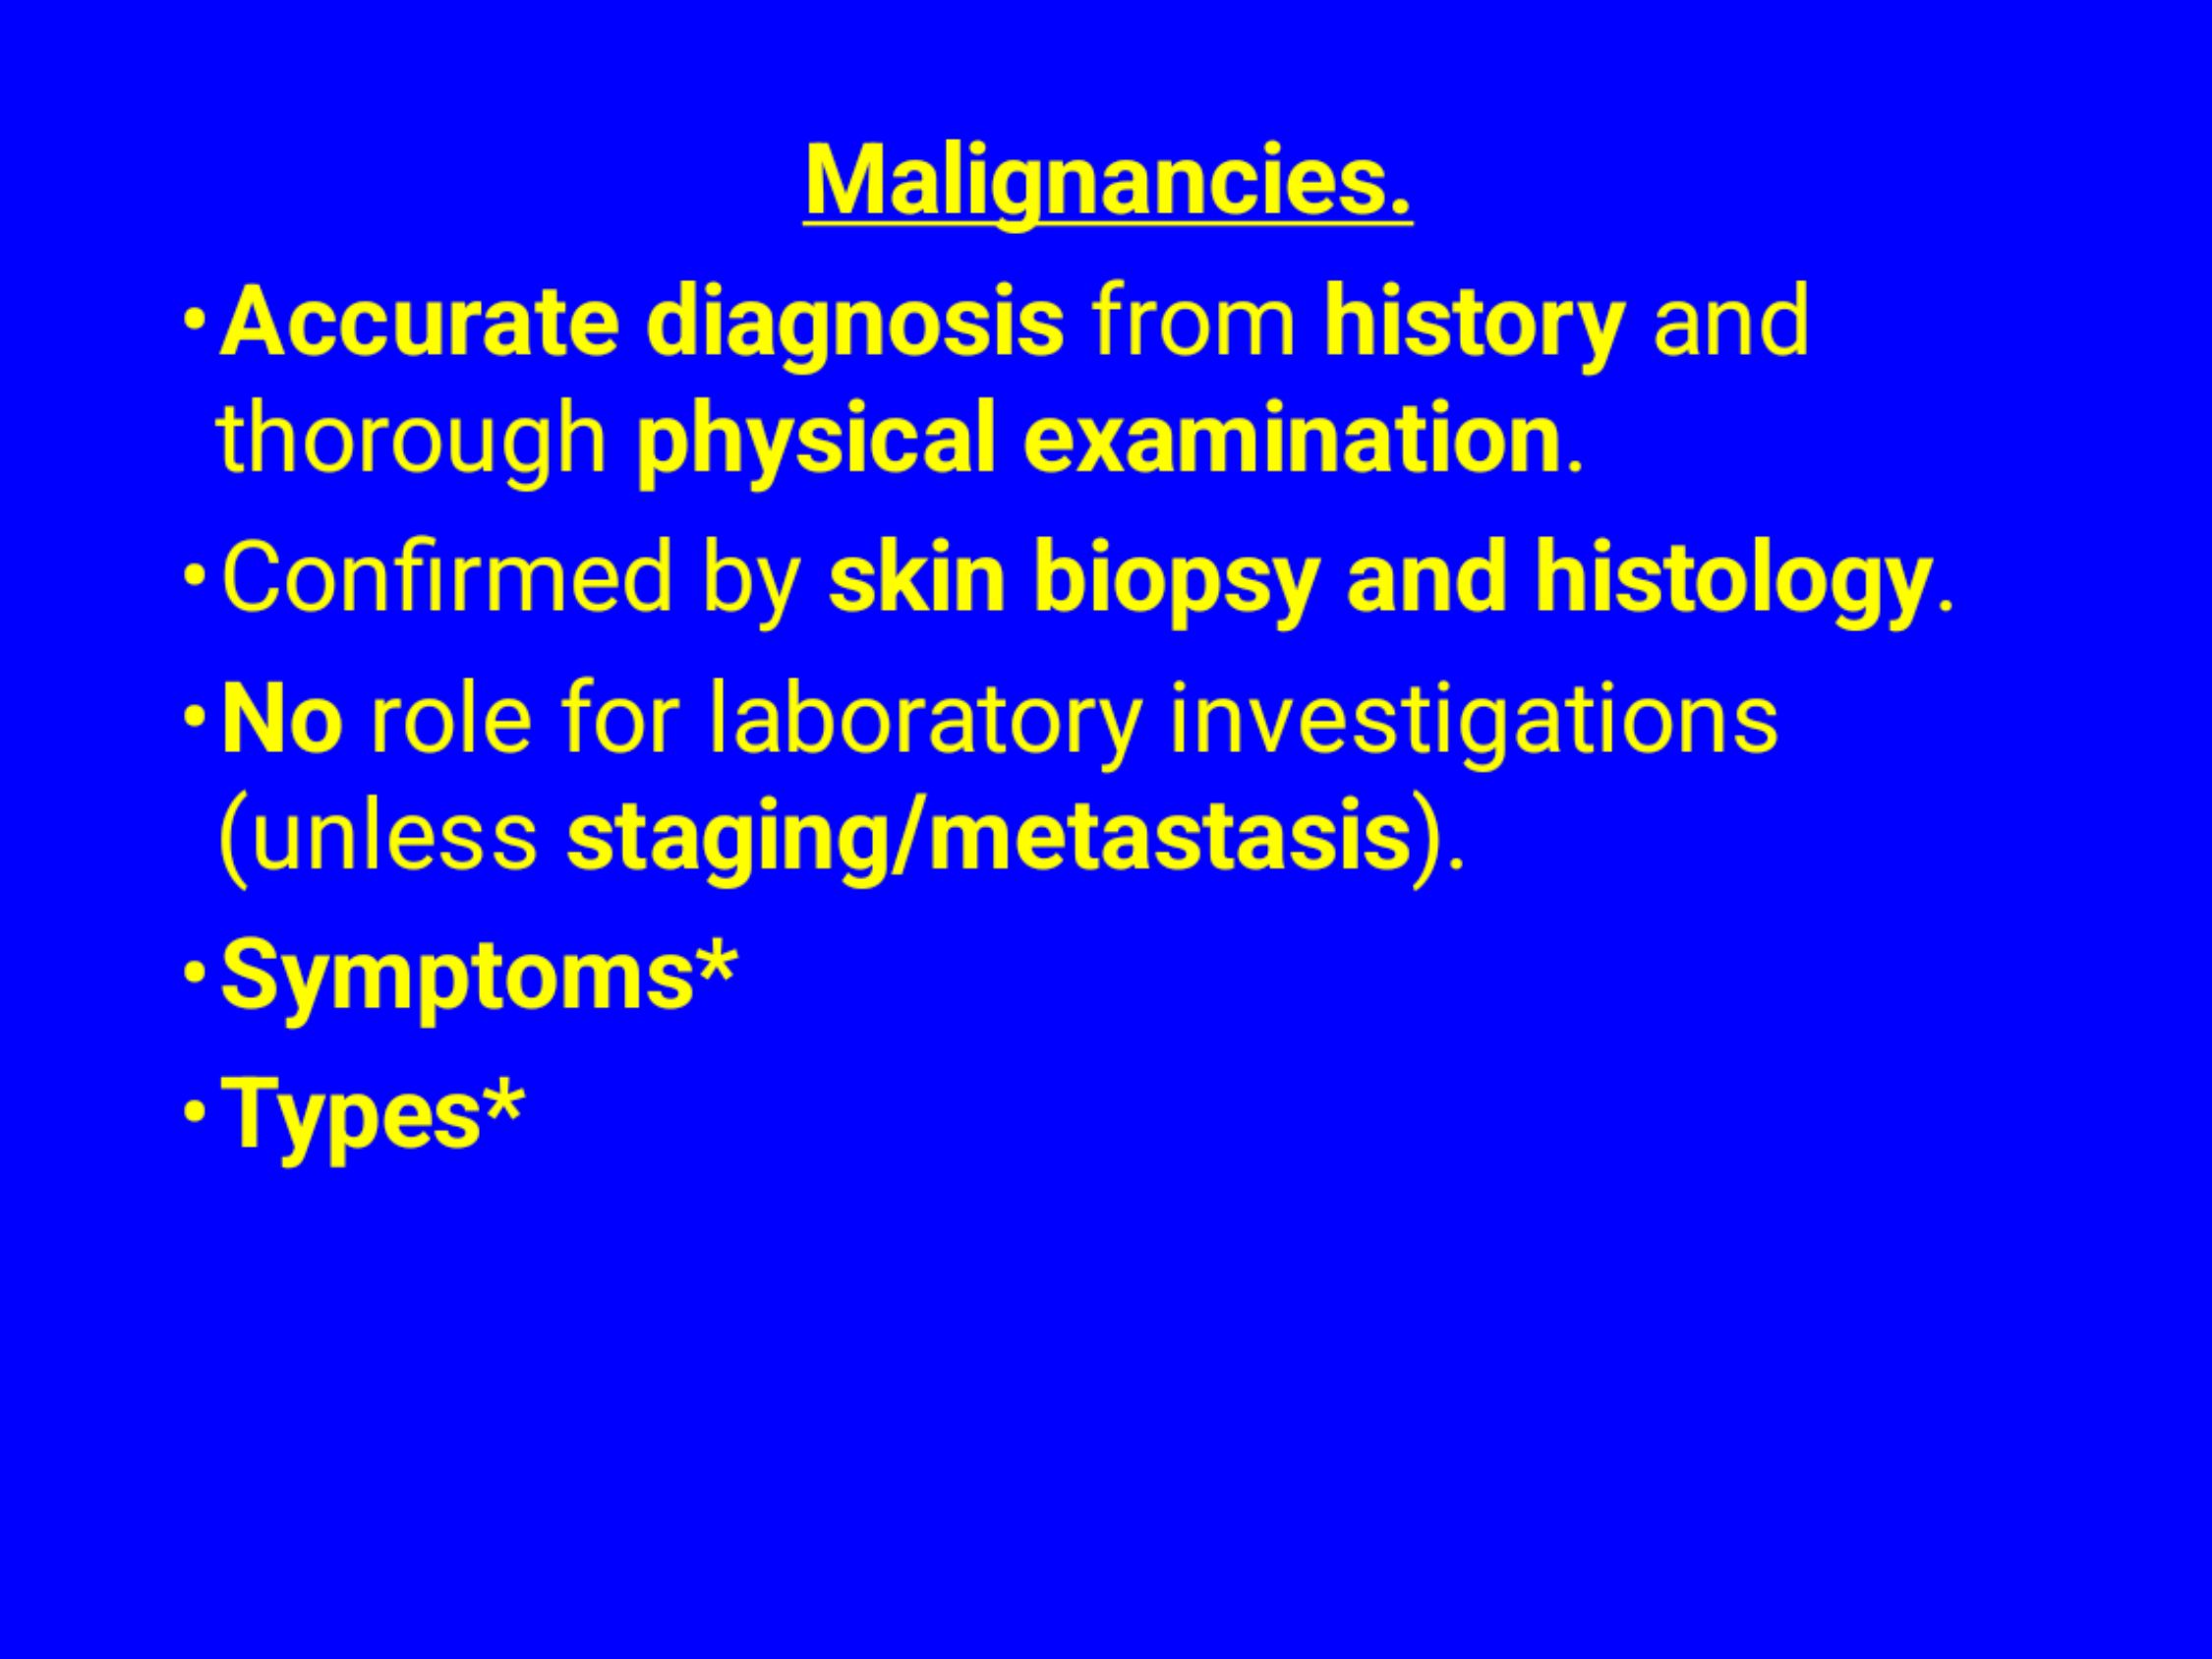 Malignancies.
•Accurate diagnosis from history and
thorough physical examination.
•Confirmed by skin biopsy and histology.
•No role for laboratory investigations
(unless staging/metastasis).
•Symptoms*
•Types*